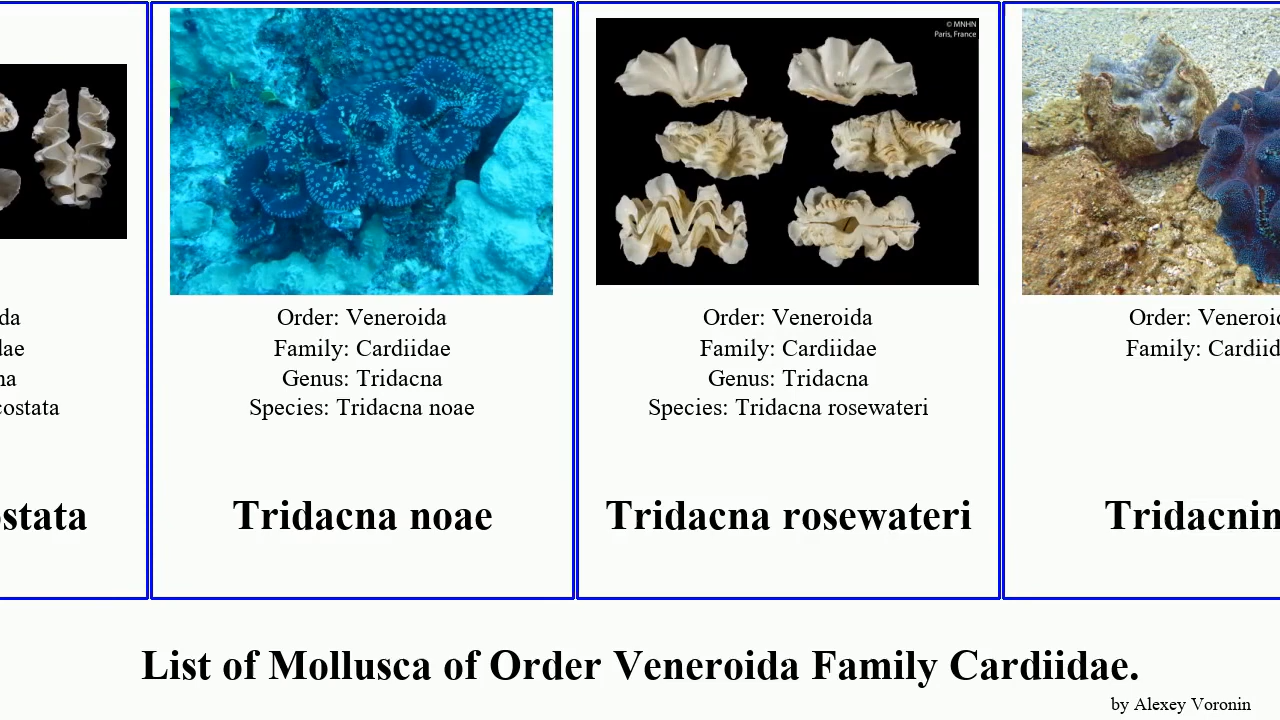 © MNHN
Paris, France
da
dae
na
costata
ostata
Order: Veneroida
Family: Cardiidae
Genus: Tridacna
Species: Tridacna noae
Tridacna noae
Order: Veneroida
Family: Cardiidae
Genus: Tridacna
Species: Tridacna rosewateri
Tridacna rosewateri
Order: Veneroid
Family: Cardiid
Tridacnin
List of Mollusca of Order Veneroida Family Cardiidae.
by Alexey Voronin